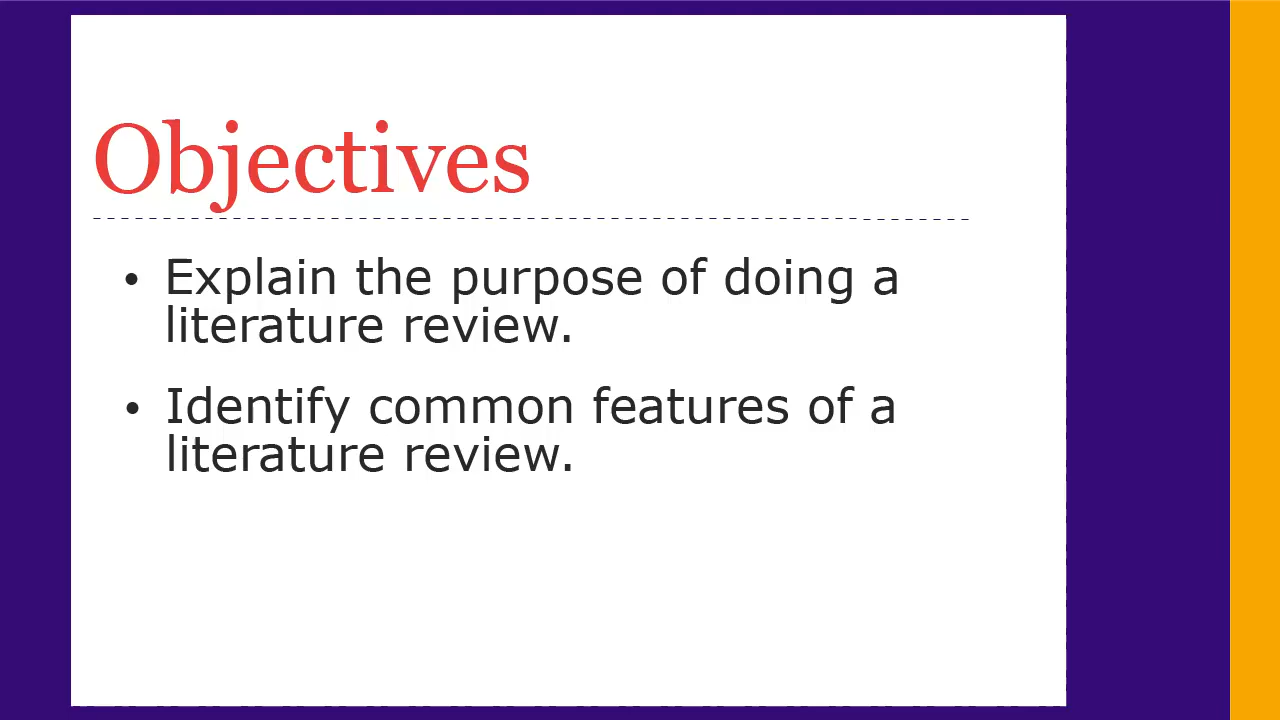 Objectives
• Explain the purpose of doing a
literature review.
• Identify common features of a
literature review.